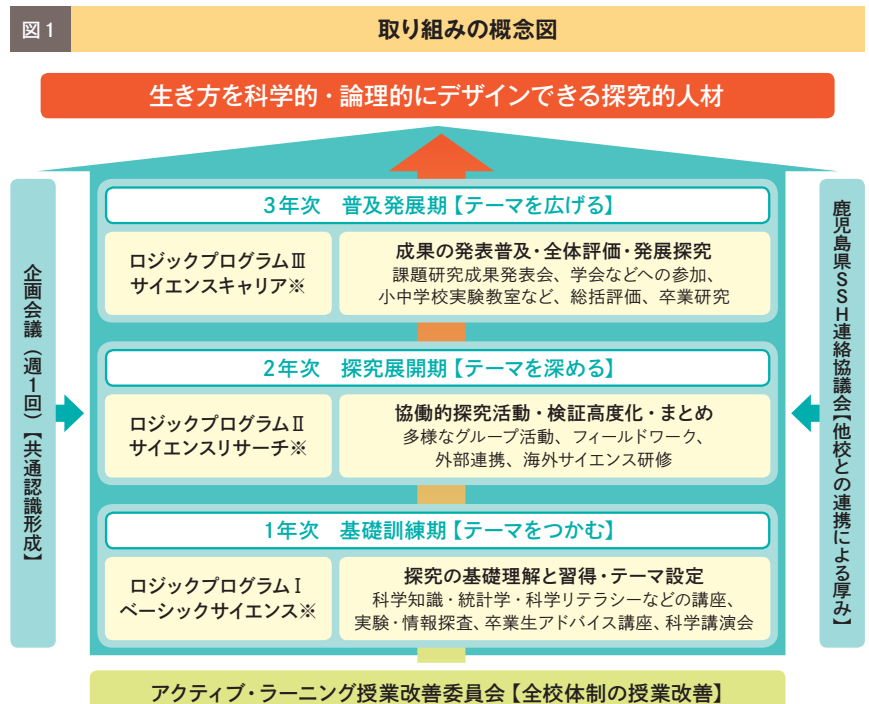 図1
取り組みの概念図
生き方を科学的・論理的にデザインできる探究的人材
企画会議（週1回）【共通認識形成】
3年次　普及発展期【テーマを広げる】
ロジックプログラムⅢ
サイエンスキャリア※
成果の発表普及・全体評価・発展探究
課題研究成果発表会、学会などへの参加、
小中学校実験教室など、総括評価、卒業研究
2年次　探究展開期【テーマを深める】
ロジックプログラムⅡ
サイエンスリサーチ※
協働的探究活動・検証高度化・まとめ
多様なグループ活動、フィールドワーク、
外部連携、海外サイエンス研修
1年次　基礎訓練期【テーマをつかむ】
ロジックプログラムⅠ
ベーシックサイエンス※
探究の基礎理解と習得・テーマ設定
科学知識・統計学・科学リテラシーなどの講座、
実験・情報探査、卒業生アドバイス講座、科学講演会
鹿児島県SSH連絡協議会【他校との連携による厚み】
アクティブ・ラーニング授業改善委員会【全校体制の授業改善】